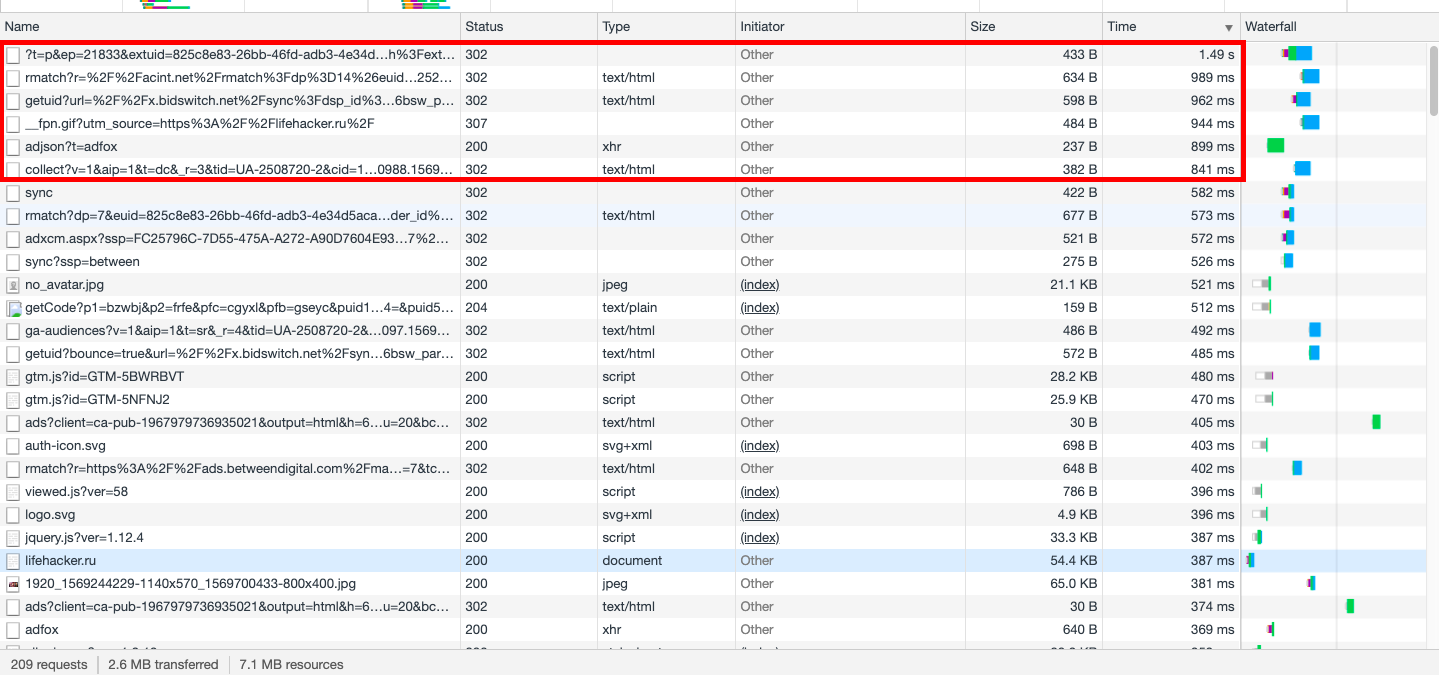 Name Status Type Initiator Size Time Waterfall
?t=p&ep=21833&extuid=825c8e83-26bb-46fd-adb3-4e34d…h%3Fext… 302 Other 433 B 1.49 s
rmatch?r=%2F%2Facint.net%2Frmatch%3Fdp%3D14%26euid…252… 302 text/html Other 634 B 989 ms
getuid?url=%2F%2Fx.bidswitch.net%2Fsync%3Fdsp_id%3…6bsw_p… 302 text/html Other 598 B 962 ms
__fpn.gif?utm_source=https%3A%2F%2Flifehacker.ru%2F 307 Other 484 B 944 ms
adjson?t=adfox 200 xhr Other 237 B 899 ms
collect?v=1&aip=1&t=dc&_r=3&tid=UA-2508720-2&cid=1…0988.1569… 302 text/html Other 382 B 841 ms
sync 302 Other 422 B 582 ms
rmatch?dp=7&euid=825c8e83-26bb-46fd-adb3-4e34d5aca…der_id%… 302 text/html Other 677 B 573 ms
adxcm.aspx?ssp=FC25796C-7D55-475A-A272-A90D7604E93…7%2… 302 Other 521 B 572 ms
sync?ssp=between 302 Other 275 B 526 ms
no_avatar.jpg 200 jpeg (index) 21.1 KB 521 ms
getCode?p1=bzwbj&p2=frfe&pfc=cgyxl&pfb=gseyc&puid1…4=&puid5… 204 text/plain (index) 159 B 512 ms
ga-audiences?v=1&aip=1&t=sr&_r=4&tid=UA-2508720-2&…097.1569… 302 text/html Other 486 B 492 ms
getuid?bounce=true&url=%2F%2Fx.bidswitch.net%2Fsyn…6bsw_par… 302 text/html Other 572 B 485 ms
gtm.js?id=GTM-5BWRBVT 200 script Other 28.2 KB 480 ms
gtm.js?id=GTM-5NFNJ2 200 script Other 25.9 KB 470 ms
ads?client=ca-pub-1967979736935021&output=html&h=6…u=20&bc… 302 text/html Other 30 B 405 ms
auth-icon.svg 200 svg+xml (index) 698 B 403 ms
rmatch?r=https%3A%2F%2Fads.betweendigital.com%2Fma…=7&tc… 302 text/html Other 648 B 402 ms
viewed.js?ver=58 200 script (index) 786 B 396 ms
logo.svg 200 svg+xml (index) 4.9 KB 396 ms
jquery.js?ver=1.12.4 200 script (index) 33.3 KB 387 ms
lifehacker.ru 200 document Other 54.4 KB 387 ms
1920_1569244229-1140x570_1569700433-800x400.jpg 200 jpeg Other 65.0 KB 381 ms
ads?client=ca-pub-1967979736935021&output=html&h=6…u=20&bc… 302 text/html Other 30 B 374 ms
adfox 200 xhr Other 640 B 369 ms
209 requests 2.6 MB transferred 7.1 MB resources